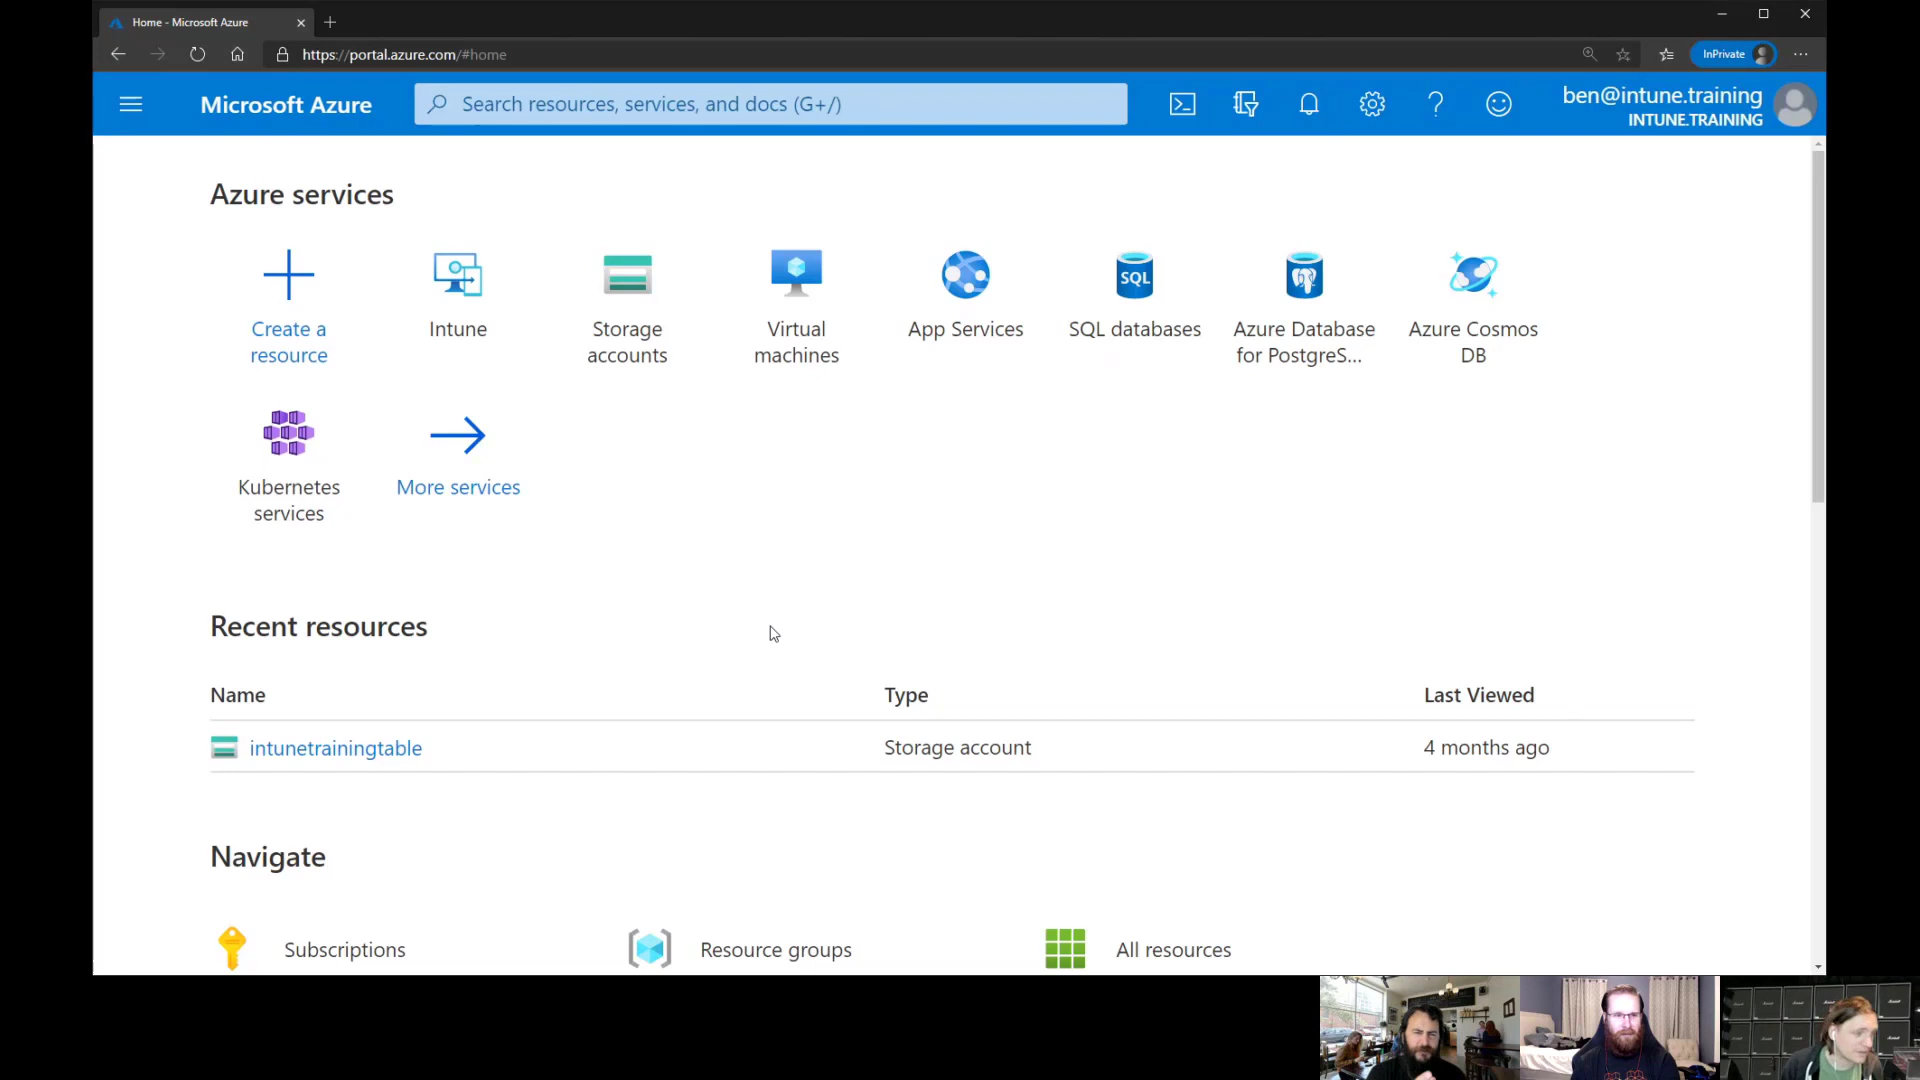 Home - Microsoft Azure
https://portal.azure.com/#home
InPrivate
Microsoft Azure
Search resources, services, and docs (G+/)
ben@intune.training
INTUNE.TRAINING
Azure services
Create a
resource
Intune
Storage
accounts
Virtual
machines
App Services
SQL
SQL databases
Azure Database
for PostgreS...
Azure Cosmos
DB
Kubernetes
services
More services
Recent resources
Name
Type
Last Viewed
intunetrainingtable
Storage account
4 months ago
Navigate
Subscriptions
Resource groups
All resources